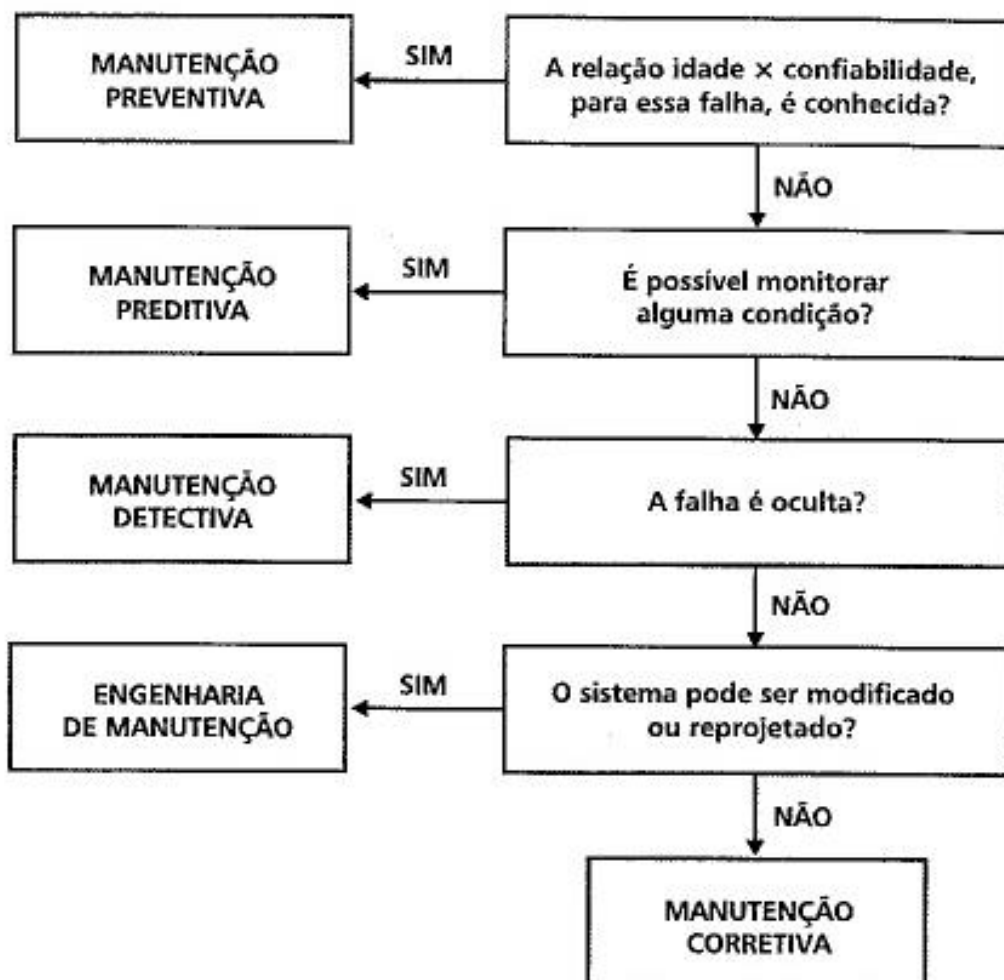 MANUTENÇÃO
PREVENTIVA
SIM
A relação idade × confiabilidade,
para essa falha, é conhecida?
NÃO
MANUTENÇÃO
PREDITIVA
SIM
É possível monitorar
alguma condição?
NÃO
MANUTENÇÃO
DETECTIVA
SIM
A falha é oculta?
NÃO
ENGENHARIA
DE MANUTENÇÃO
SIM
O sistema pode ser modificado
ou reprojetado?
NÃO
MANUTENÇÃO
CORRETIVA